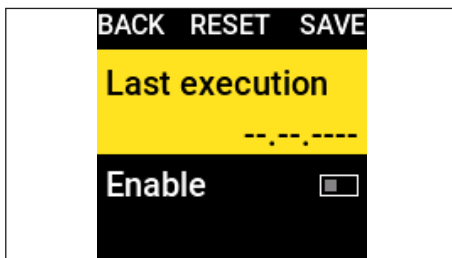 BACK RESET SAVE
Last execution
--.--.----
Enable